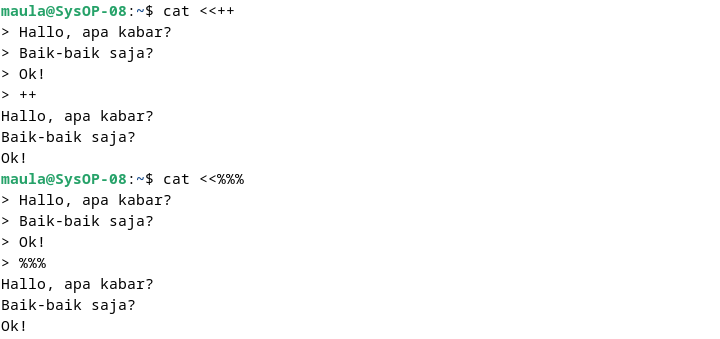 maula@SysOP-08:~$ cat <<++
> Hallo, apa kabar?
> Baik-baik saja?
> Ok!
> ++
Hallo, apa kabar?
Baik-baik saja?
Ok!
maula@SysOP-08:~$ cat <<%%%
> Hallo, apa kabar?
> Baik-baik saja?
> Ok!
> %%%
Hallo, apa kabar?
Baik-baik saja?
Ok!